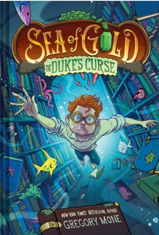 SEA of GOLD
THE DUKE'S CURSE
NEW YORK TIMES BESTSELLING AUTHOR
GREGORY MONE